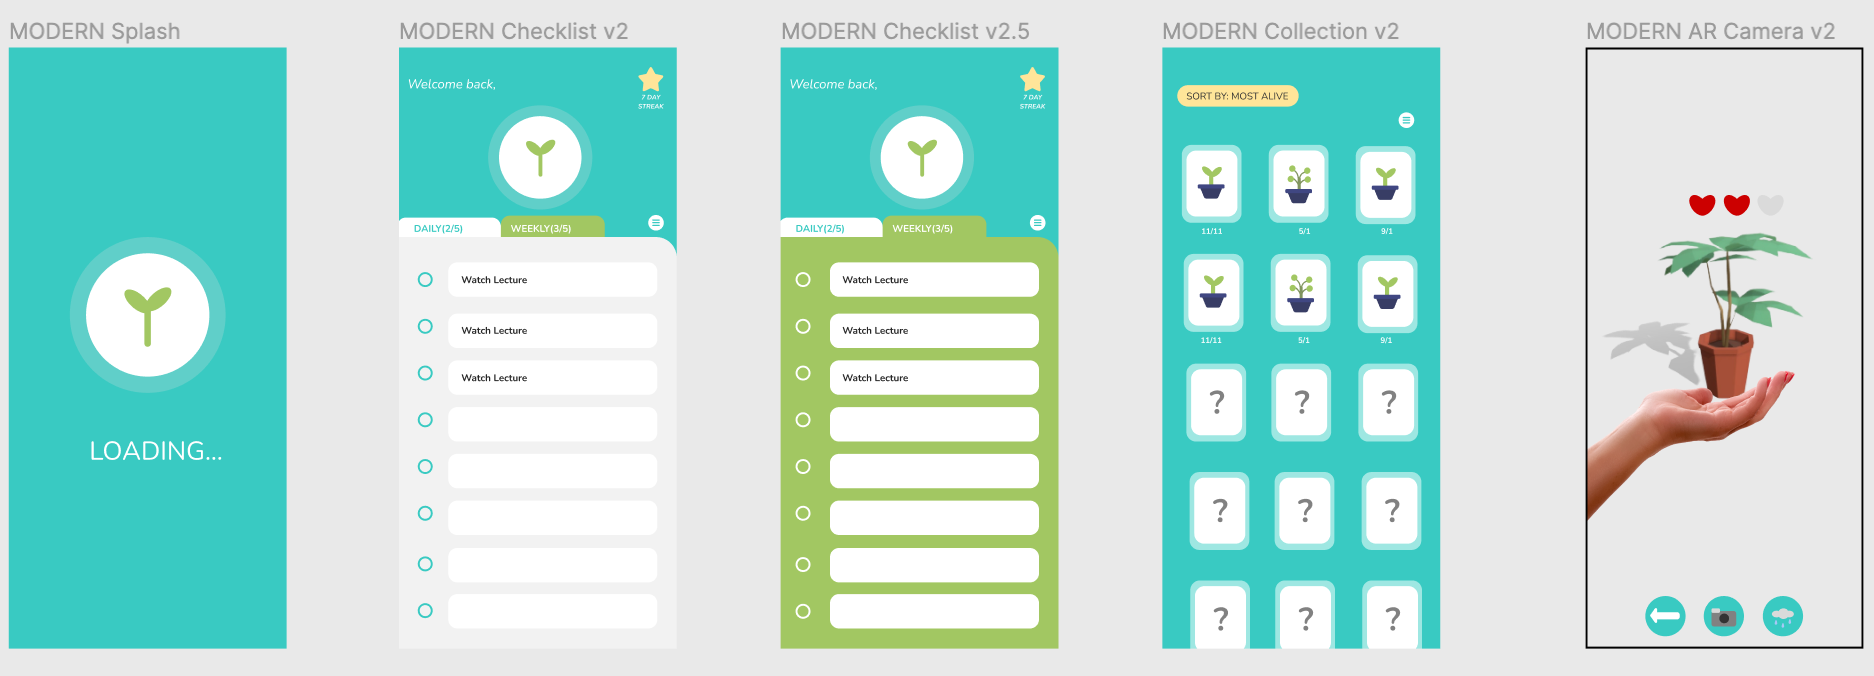 MODERN Splash
LOADING...
MODERN Checklist v2
Welcome back,
7 DAY
STREAK
DAILY(2/5)
WEEKLY(3/5)
Watch Lecture
Watch Lecture
Watch Lecture
MODERN Checklist v2.5
Welcome back,
7 DAY
STREAK
DAILY(2/5)
WEEKLY(3/5)
Watch Lecture
Watch Lecture
Watch Lecture
MODERN Collection v2
SORT BY: MOST ALIVE
11/11 5/1 9/1
11/11 5/1 9/1
? ? ?
? ? ?
? ? ?
MODERN AR Camera v2